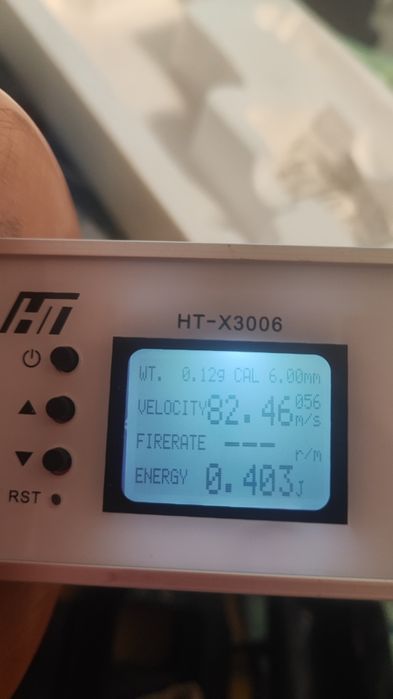 HT
HT-X3006
WT. 0.12g CAL 6.00mm
VELOCITY 82.46 056 m/s
FIRERATE --- r/m
ENERGY 0.403 J
RST